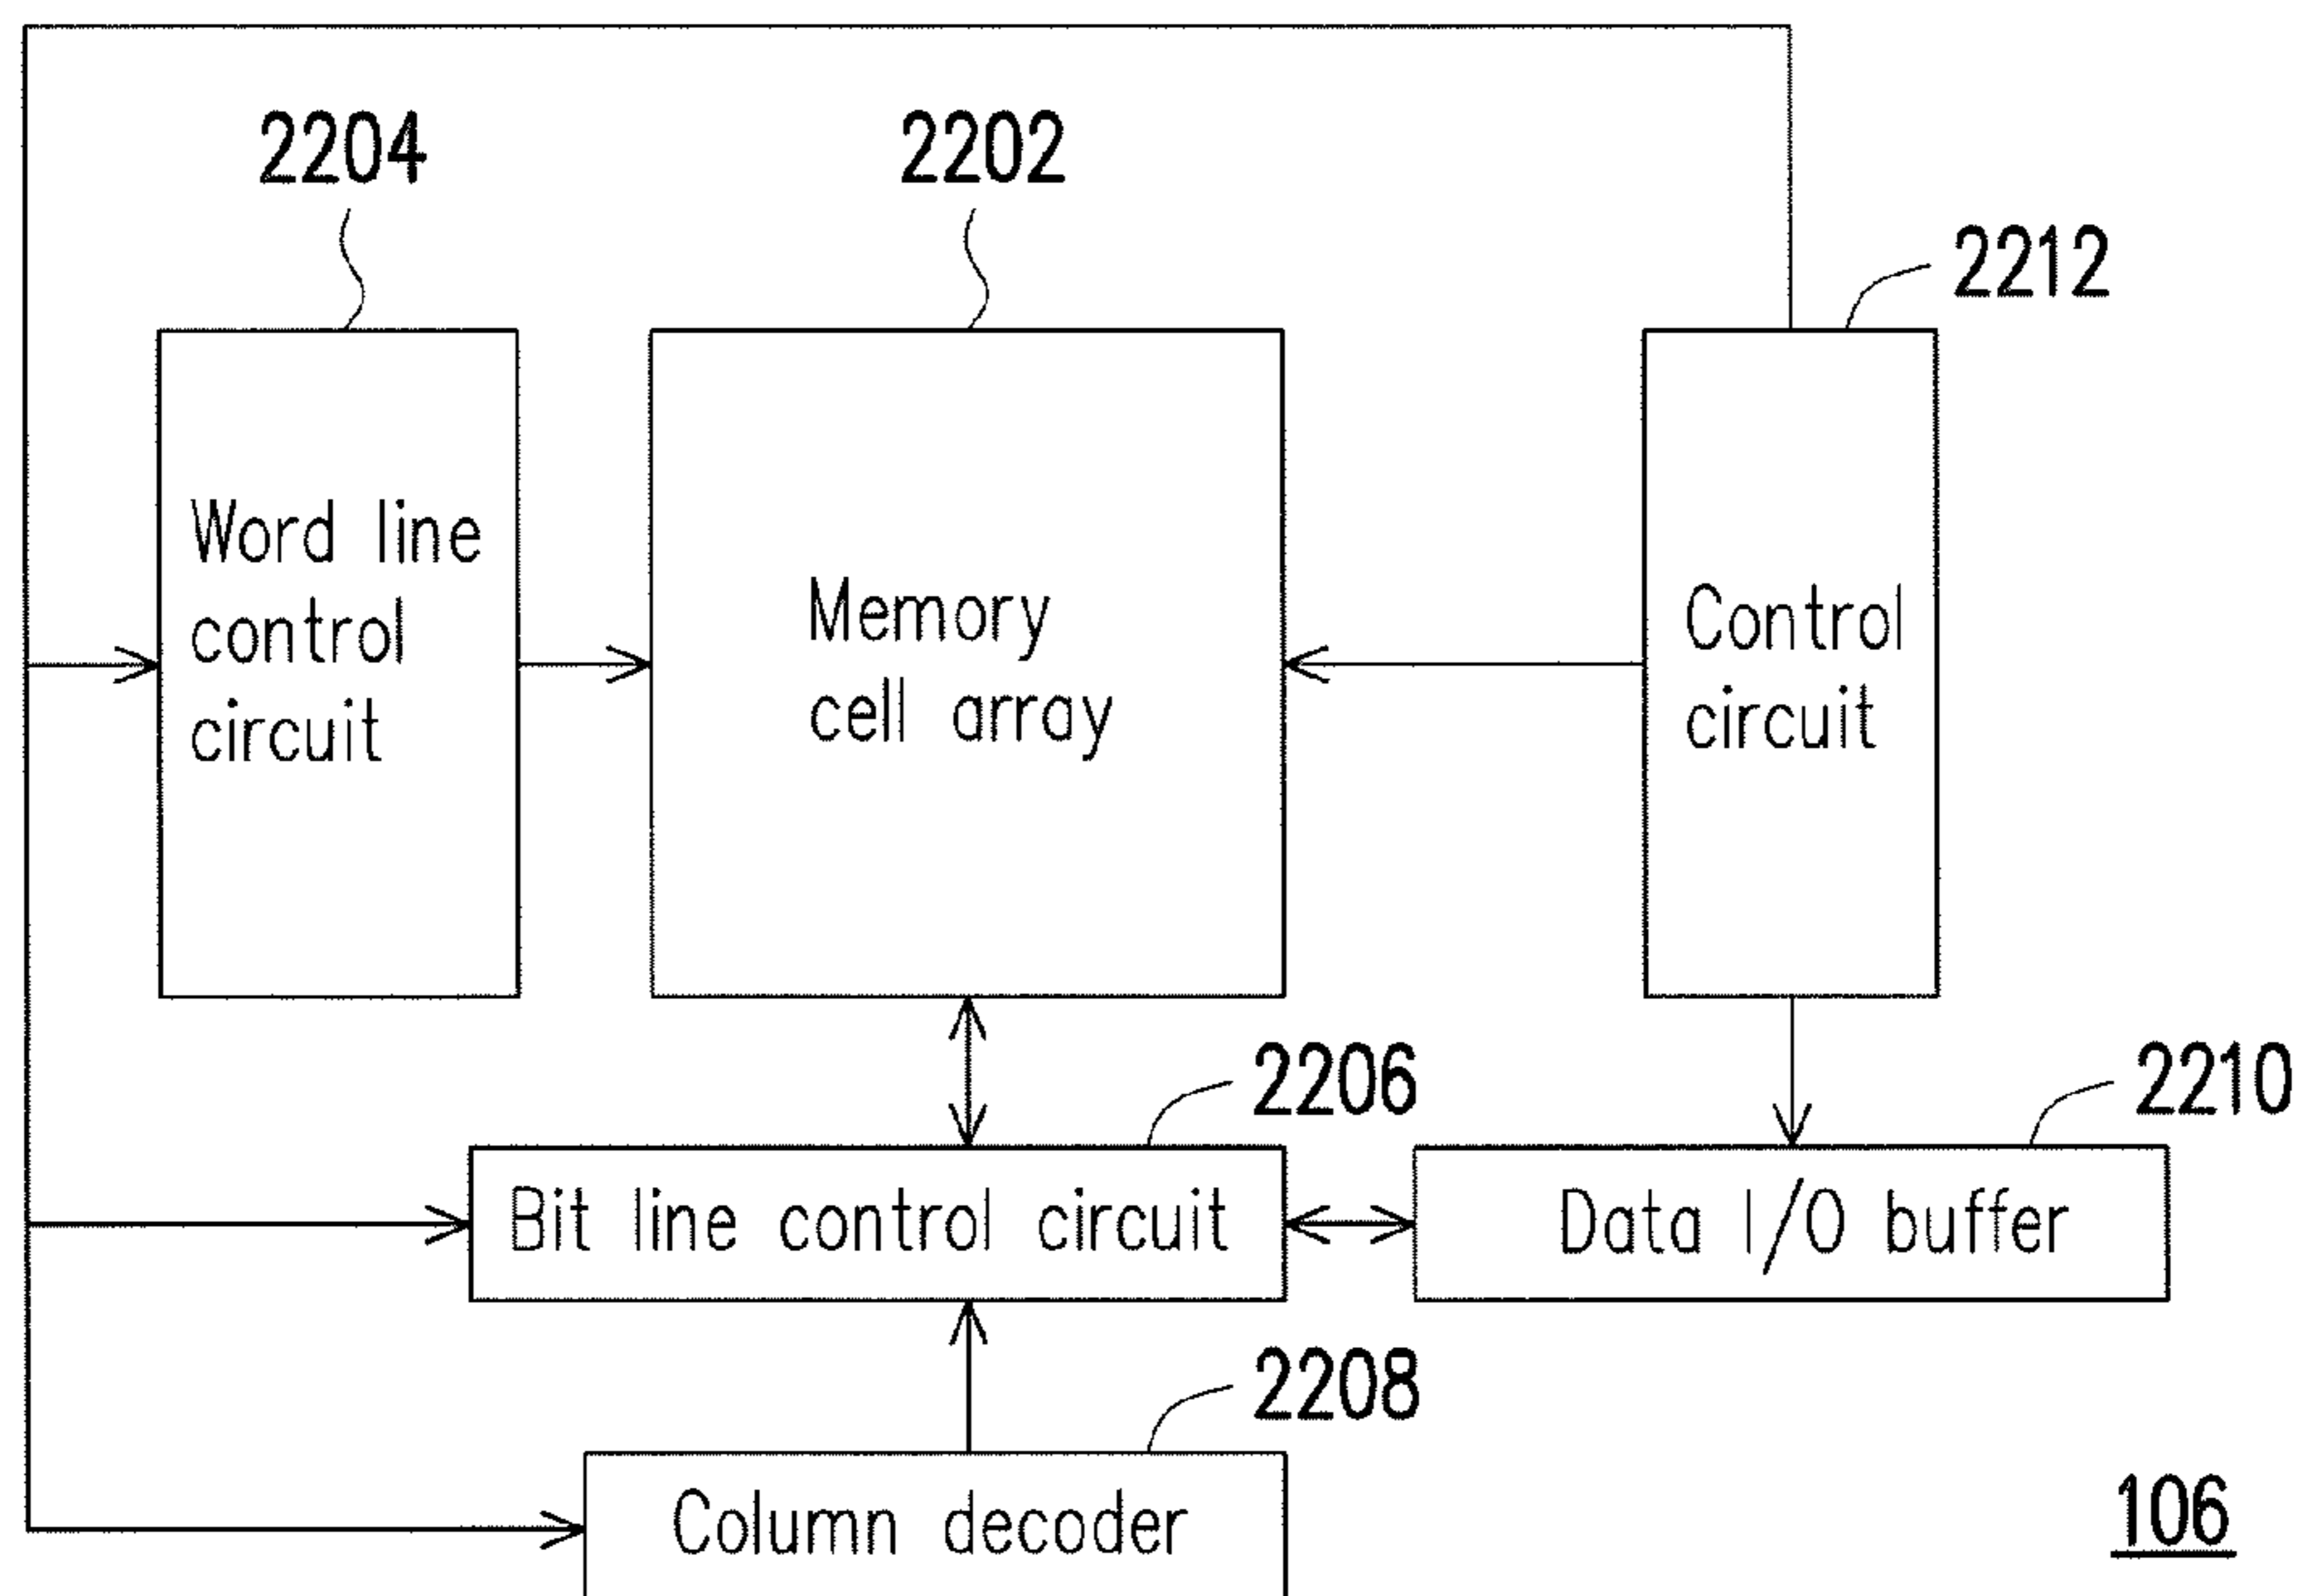 2204
2202
2212
Word line
control
circuit
Memory
cell array
Control
circuit
2206
2210
Bit line control circuit
Data I/O buffer
2208
Column decoder
106